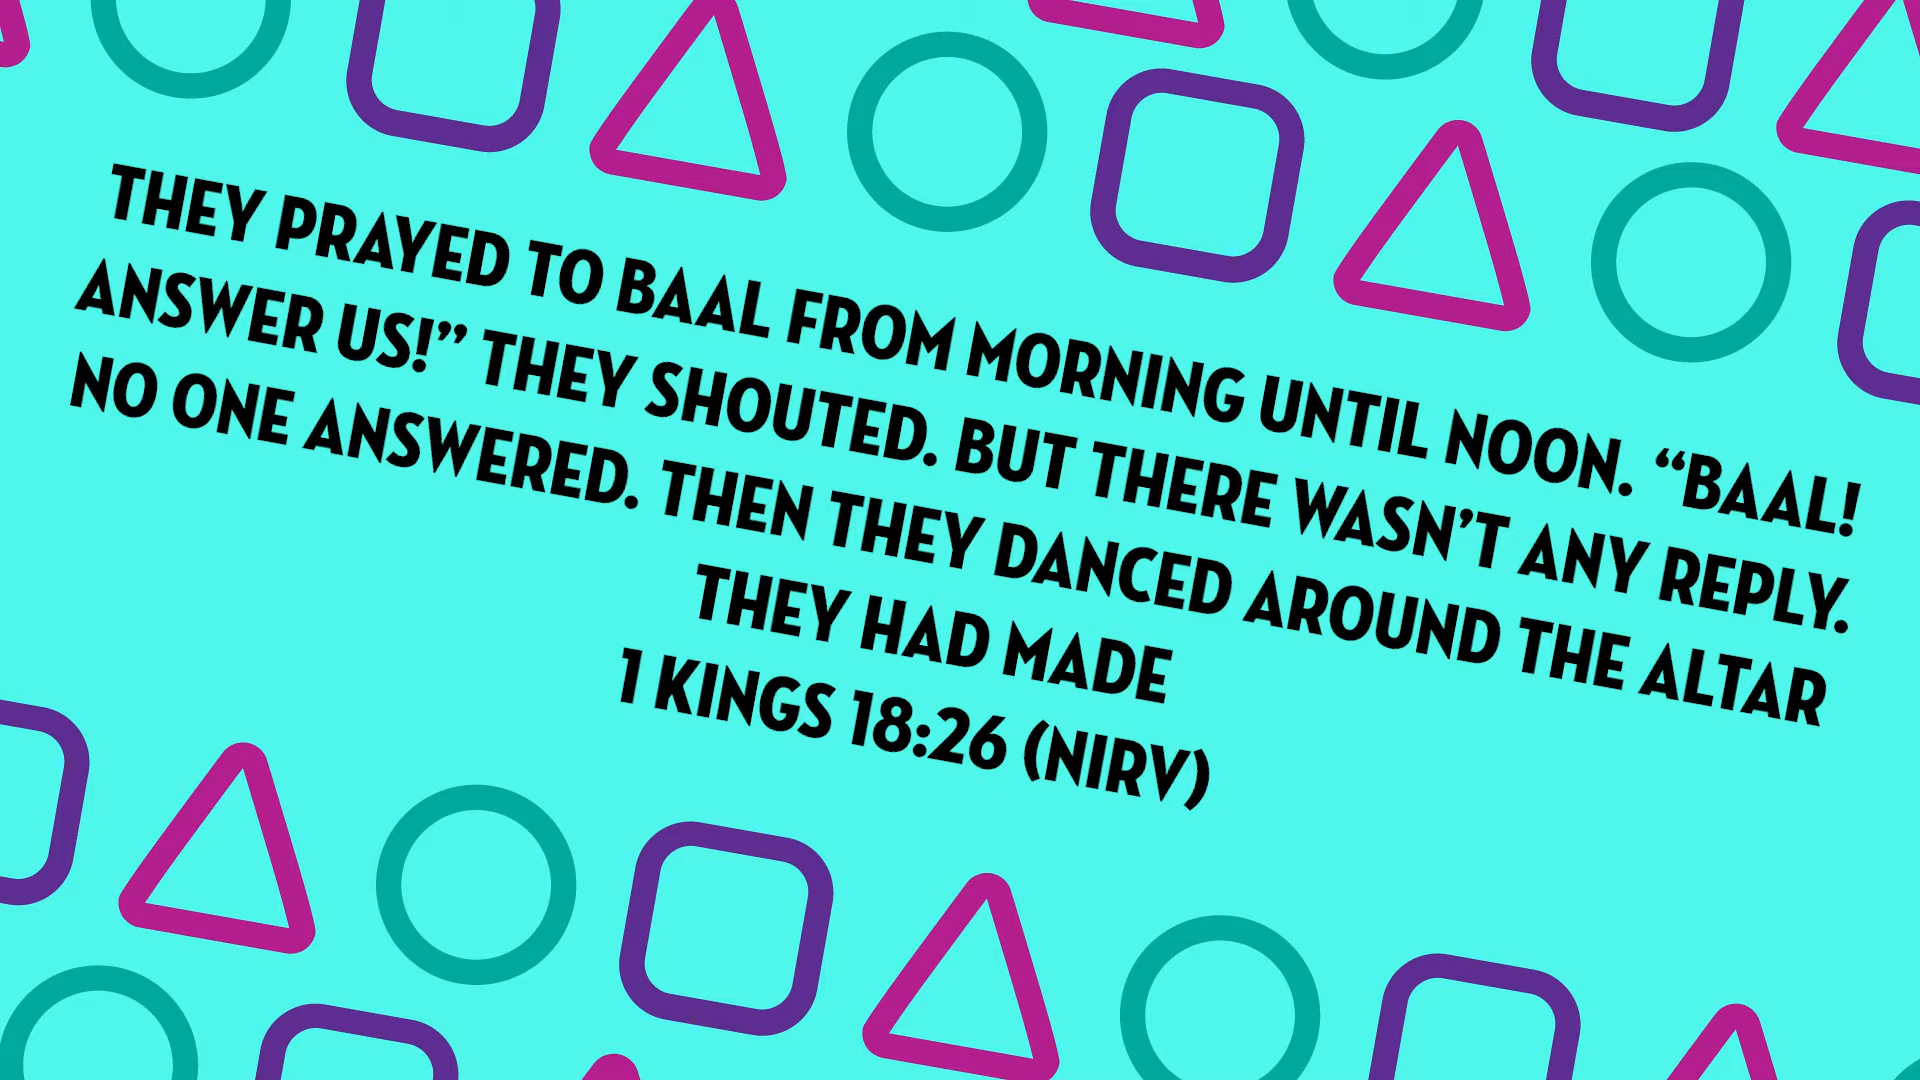 THEY PRAYED TO BAAL FROM MORNING UNTIL NOON. “BAAL!
ANSWER US!” THEY SHOUTED. BUT THERE WASN’T ANY REPLY.
NO ONE ANSWERED. THEN THEY DANCED AROUND THE ALTAR
THEY HAD MADE
1 KINGS 18:26 (NIRV)